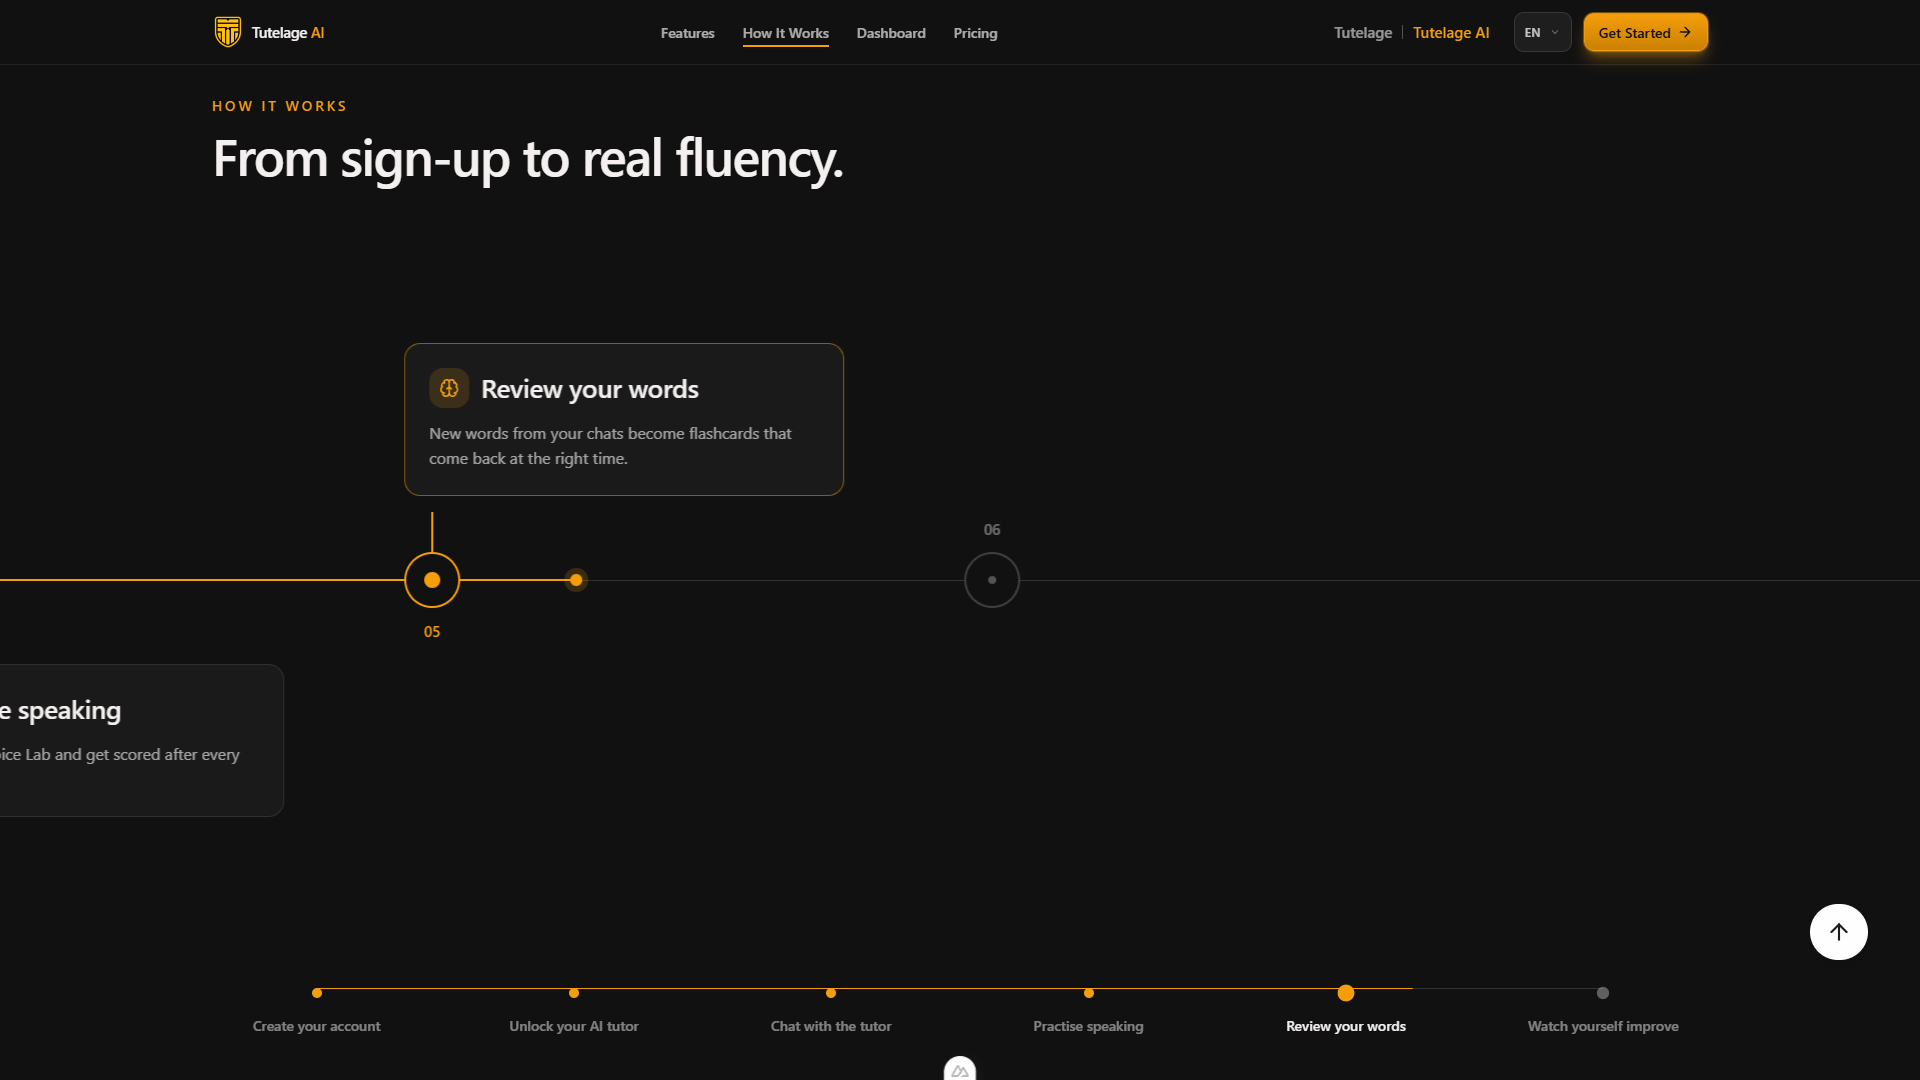 Tutelage AI
Features
How It Works
Dashboard
Pricing
Tutelage
Tutelage AI
EN
Get Started
HOW IT WORKS
From sign-up to real fluency.
Review your words
New words from your chats become flashcards that
come back at the right time.
06
05
e speaking
ice Lab and get scored after every
Create your account
Unlock your AI tutor
Chat with the tutor
Practise speaking
Review your words
Watch yourself improve